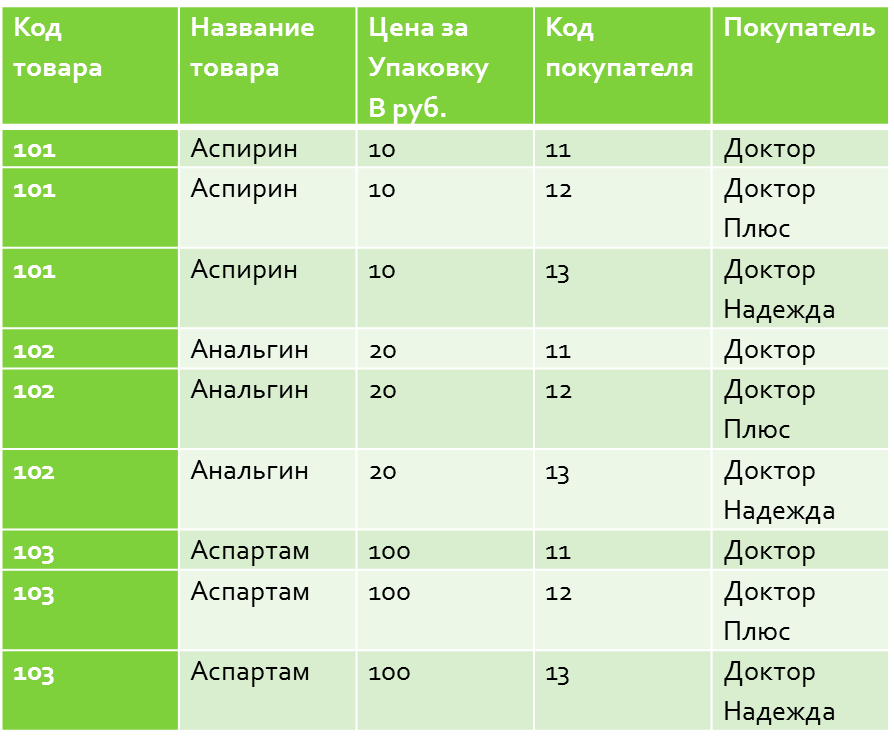 Код товара Название товара Цена за Упаковку В руб. Код покупателя Покупатель
101 Аспирин 10 11 Доктор
101 Аспирин 10 12 Доктор Плюс
101 Аспирин 10 13 Доктор Надежда
102 Анальгин 20 11 Доктор
102 Анальгин 20 12 Доктор Плюс
102 Анальгин 20 13 Доктор Надежда
103 Аспартам 100 11 Доктор
103 Аспартам 100 12 Доктор Плюс
103 Аспартам 100 13 Доктор Надежда